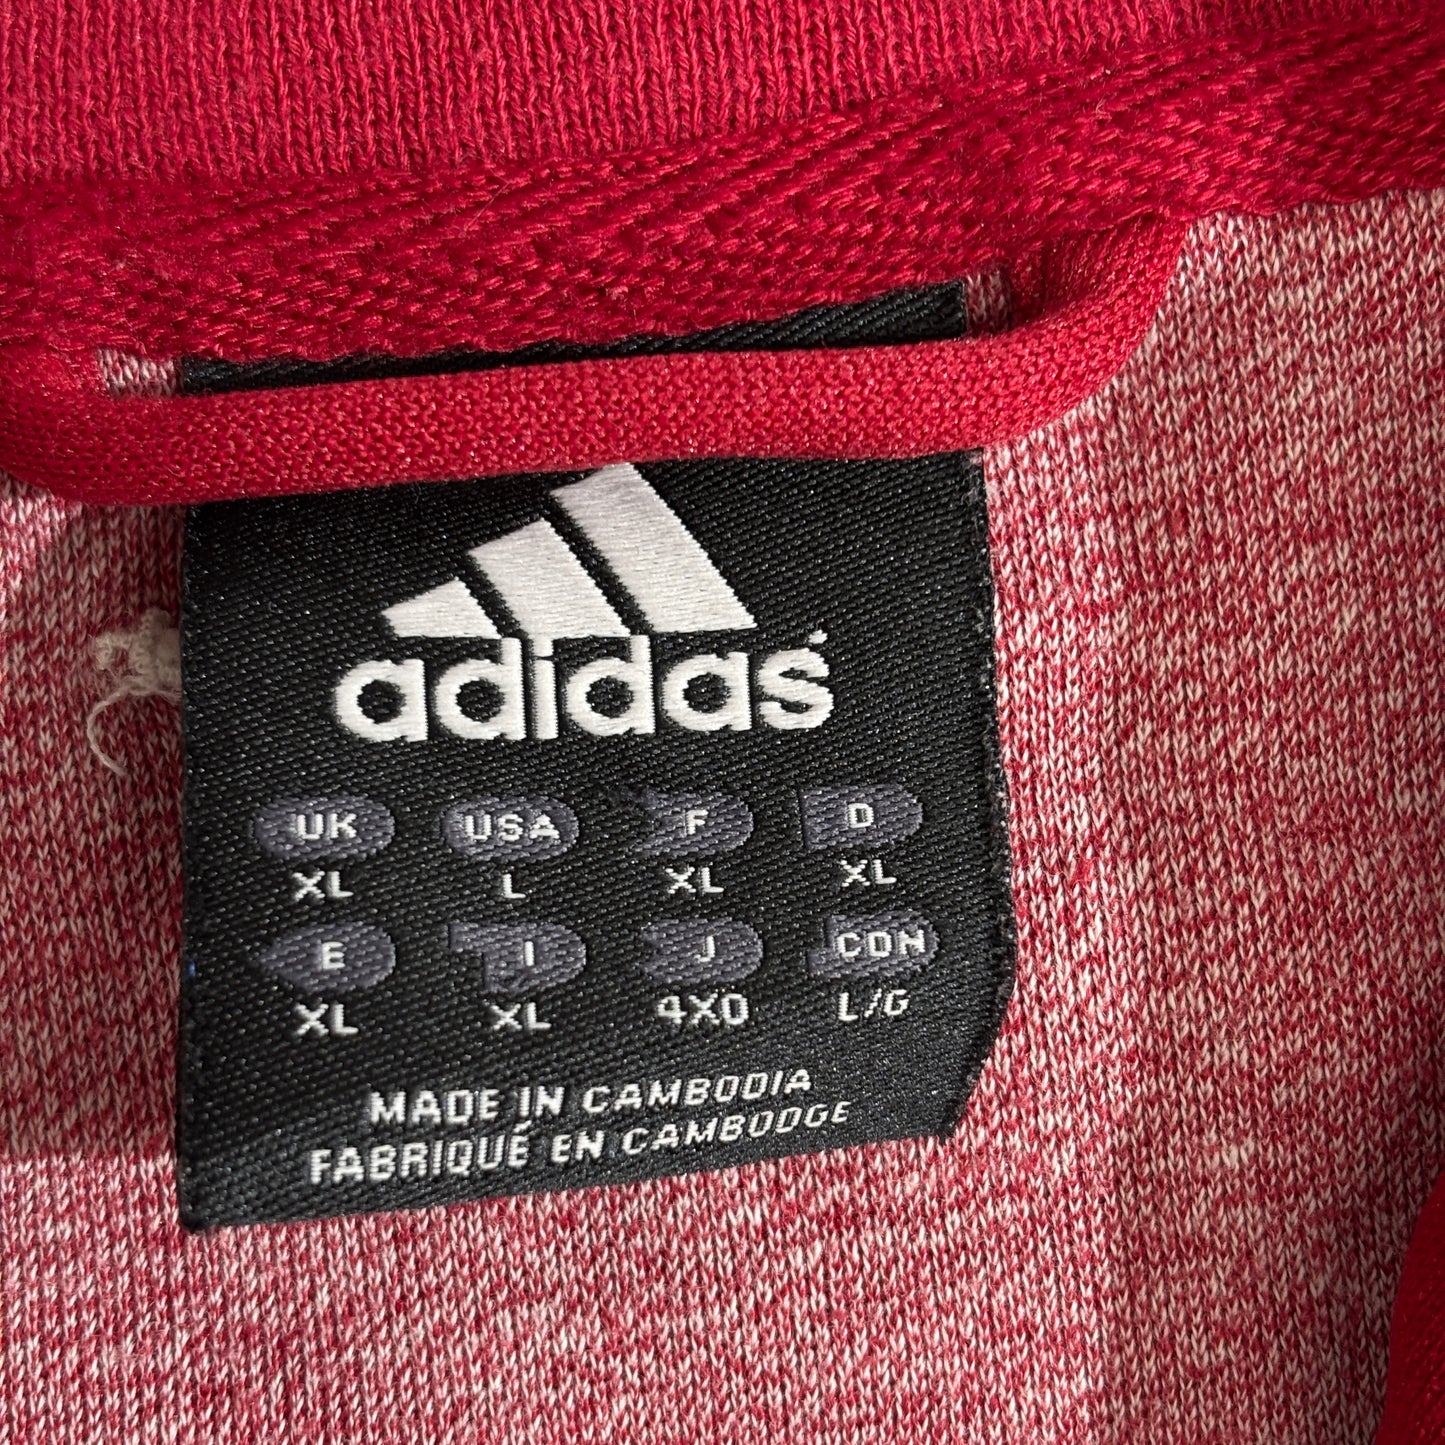 adidas
UK USA F D
XL L XL XL
E I J CDN
XL XL 4XO L/G
MADE IN CAMBODIA
FABRIQUÉ EN CAMBODGE